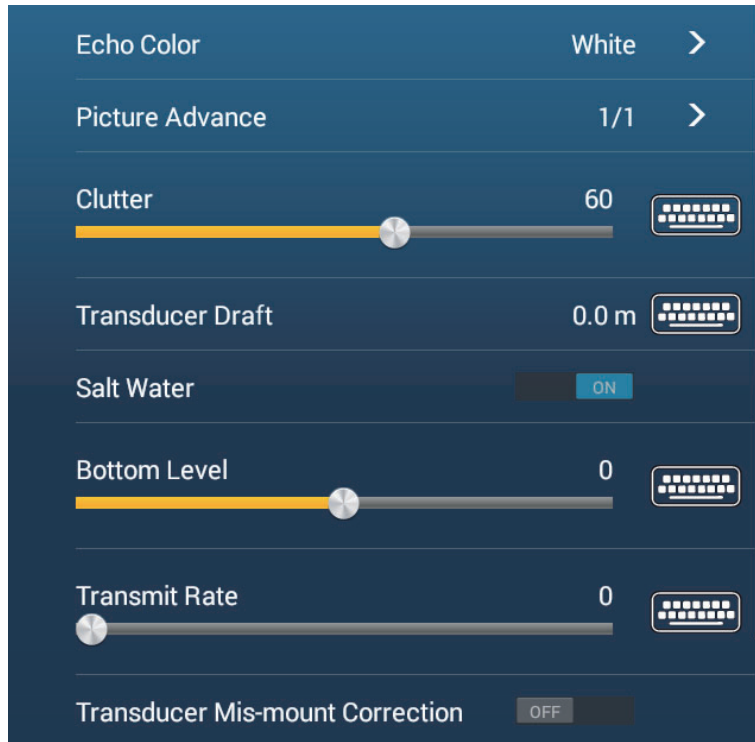 Echo Color White
Picture Advance 1/1
Clutter 60
Transducer Draft 0.0 m
Salt Water ON
Bottom Level 0
Transmit Rate 0
Transducer Mis-mount Correction OFF